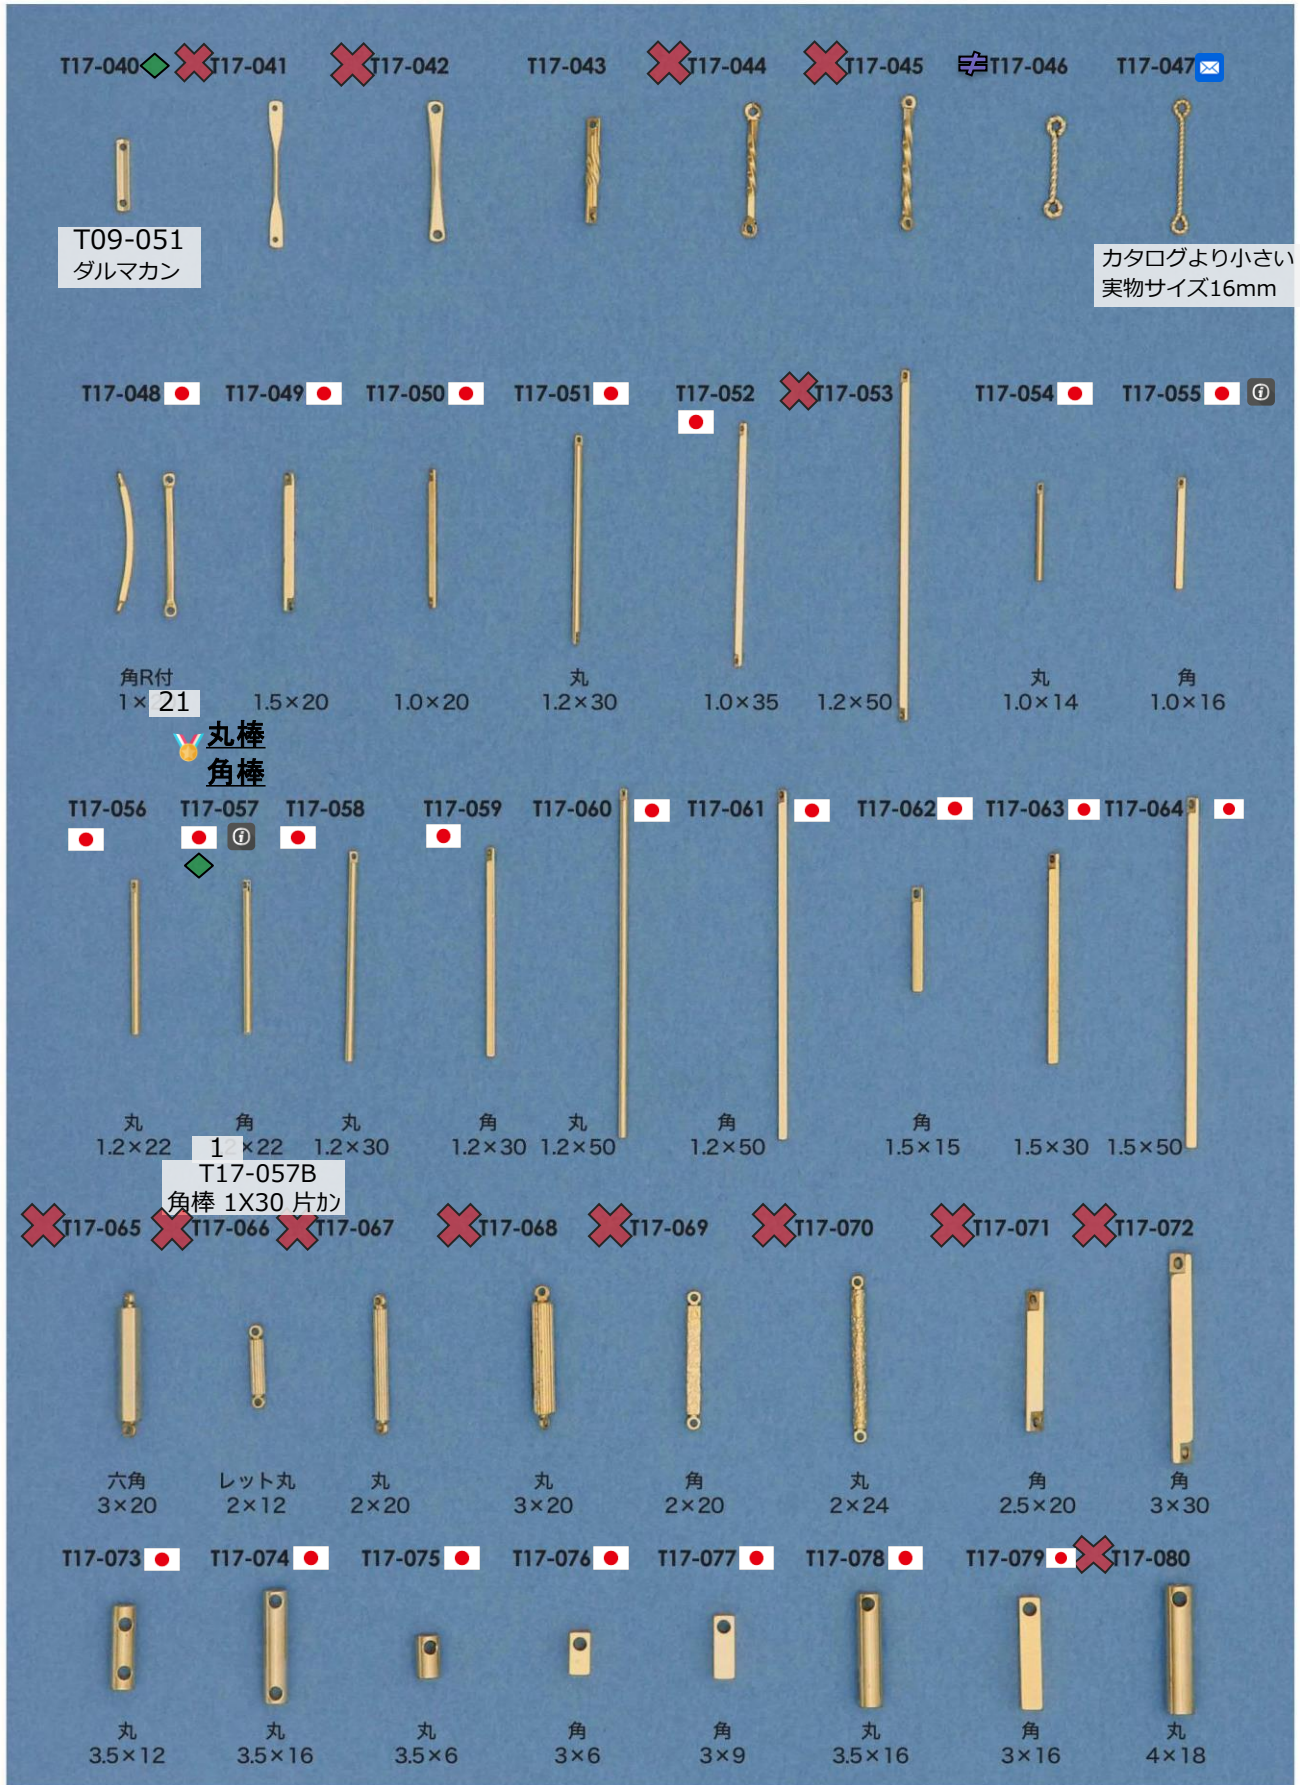 T17-040 T17-041 T17-042 T17-043 T17-044 T17-045 T17-046 T17-047
T09-051
ダルマカン
カタログより小さい
実物サイズ16mm
T17-048 T17-049 T17-050 T17-051 T17-052 T17-053 T17-054 T17-055
角R付 丸 丸 角
1× 21 1.5×20 1.0×20 1.2×30 1.0×35 1.2×50 1.0×14 1.0×16
丸棒
角棒
T17-056 T17-057 T17-058 T17-059 T17-060 T17-061 T17-062 T17-063 T17-064
丸 角 丸 角 丸 角 角
1.2×22 1 ×22 1.2×30 1.2×30 1.2×50 1.2×50 1.5×15 1.5×30 1.5×50
T17-057B
角棒 1X30 片カン
T17-065 T17-066 T17-067 T17-068 T17-069 T17-070 T17-071 T17-072
六角 レット丸 丸 丸 角 丸 角 角
3×20 2×12 2×20 3×20 2×20 2×24 2.5×20 3×30
T17-073 T17-074 T17-075 T17-076 T17-077 T17-078 T17-079 T17-080
丸 丸 丸 角 角 丸 角 丸
3.5×12 3.5×16 3.5×6 3×6 3×9 3.5×16 3×16 4×18